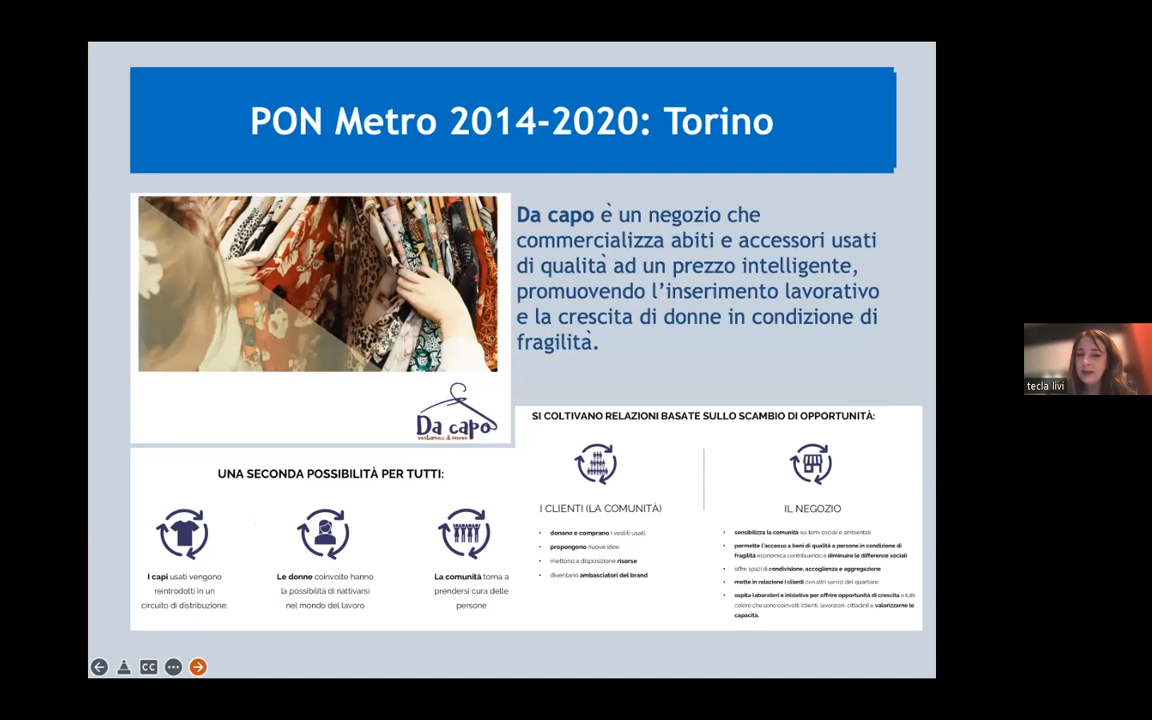 PON Metro 2014-2020: Torino
Da capo è un negozio che
commercializza abiti e accessori usati
di qualità ad un prezzo intelligente,
promuovendo l'inserimento lavorativo
e la crescita di donne in condizione di
fragilità.
Da capo
vestiamoci di nuovo
UNA SECONDA POSSIBILITÀ PER TUTTI:
I capi usati vengono
reintrodotti in un
circuito di distribuzione;
Le donne coinvolte hanno
la possibilità di riattivarsi
nel mondo del lavoro
La comunità torna a
prendersi cura delle
persone
SI COLTIVANO RELAZIONI BASATE SULLO SCAMBIO DI OPPORTUNITÀ:
I CLIENTI (LA COMUNITÀ)
• donano e comprano i vestiti usati,
• propongono nuove idee
• mettono a disposizione risorse
• diventano ambasciatori del brand
IL NEGOZIO
• sensibilizza la comunità sui temi sociali e ambientali
• permette l'accesso a beni di qualità a persone in condizione di
fragilità economica contribuendo a diminuire le differenze sociali
• offre spazi di condivisione, accoglienza e aggregazione
• mette in relazione i clienti con altri servizi del quartiere;
• ospita laboratori e iniziative per offrire opportunità di crescita a tutti
coloro che sono coinvolti (clienti, lavoratori, cittadini) e valorizzarne le
capacità.
CC
tecla livi